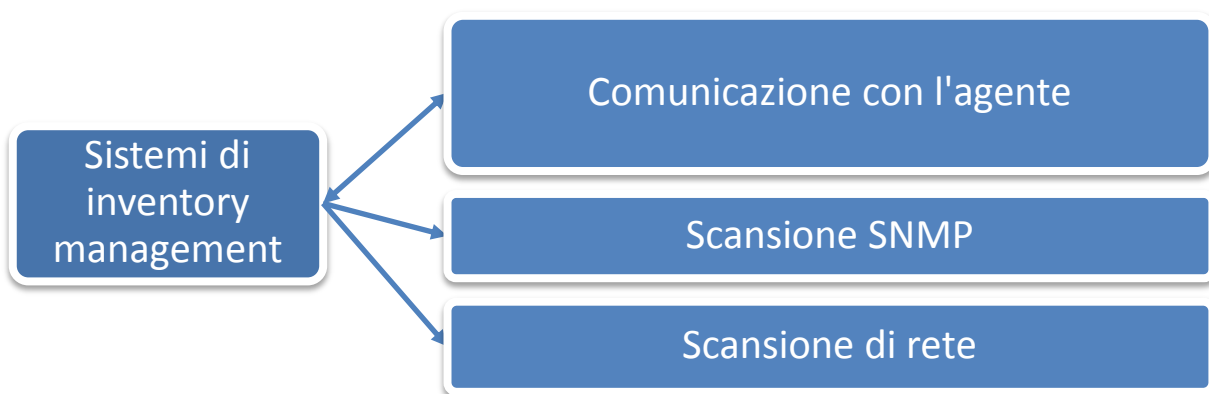 Sistemi di
inventory
management
Comunicazione con l'agente
Scansione SNMP
Scansione di rete